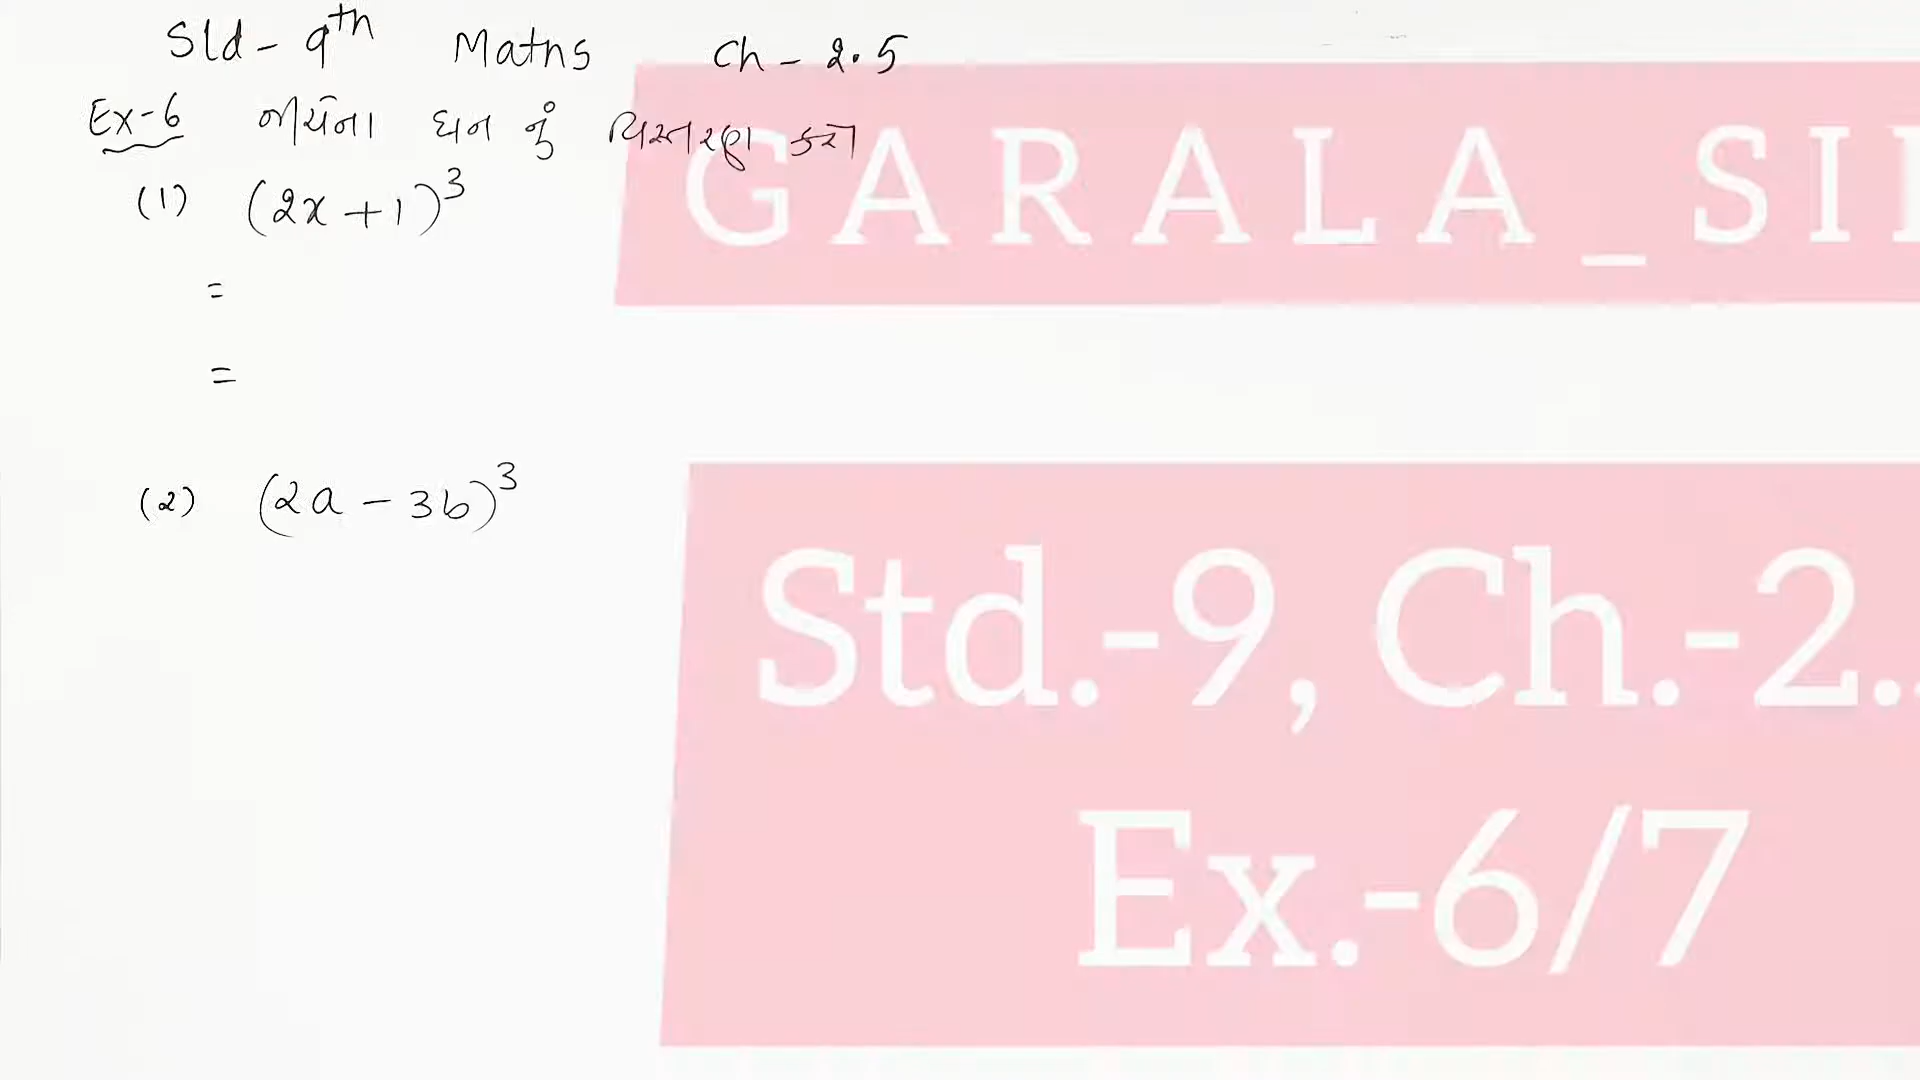 Std - 9th Maths Ch - 2.5
Ex-6 નીચેના ઘન નું વિસ્તરણ કરો
(1) (2x + 1)³
=
=
(2) (2a - 3b)³
GARALA_SI
Std.-9, Ch.-2..
Ex.-6/7